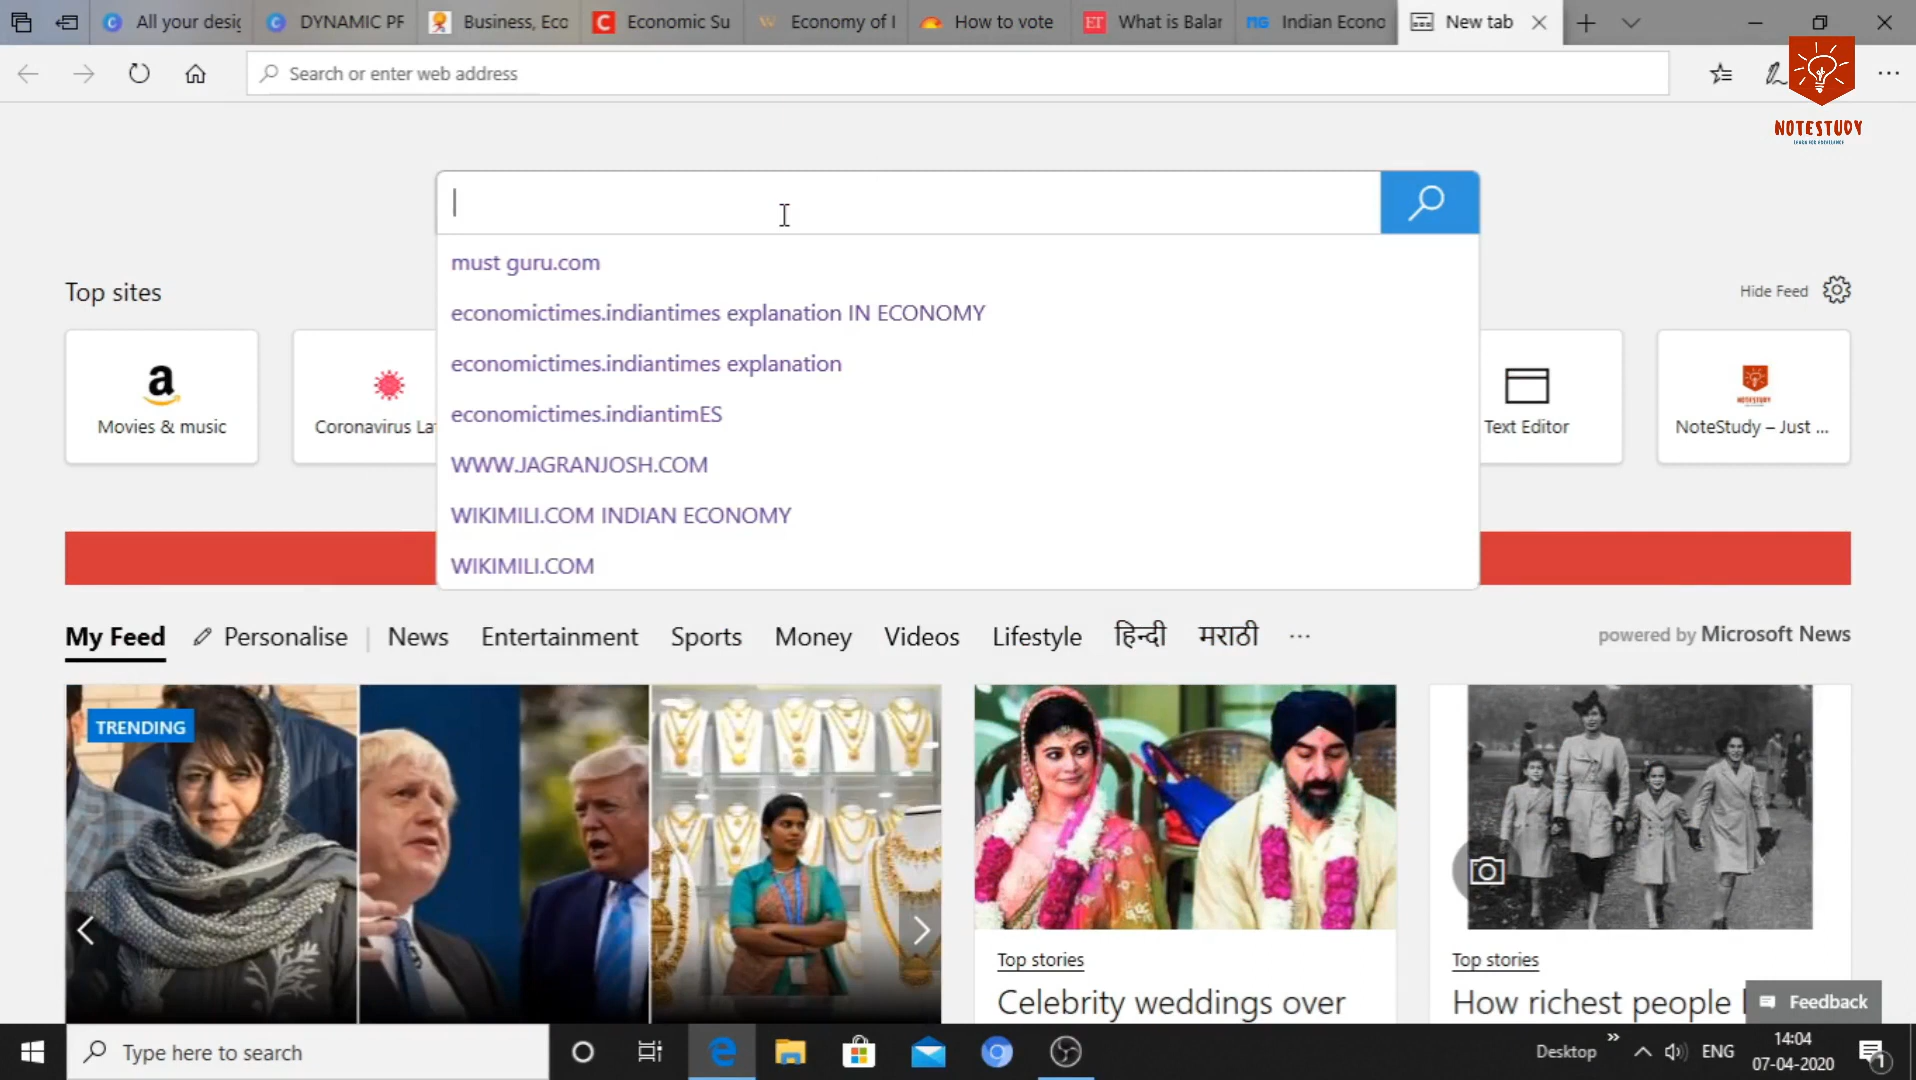 All your desig
DYNAMIC PF
Business, Eco
Economic Su
Economy of I
How to vote
ET What is Balar
Indian Econo
New tab
Search or enter web address
NOTESTUDY
must guru.com
economictimes.indiantimes explanation IN ECONOMY
economictimes.indiantimes explanation
economictimes.indiantimES
WWW.JAGRANJOSH.COM
WIKIMILI.COM INDIAN ECONOMY
WIKIMILI.COM
Top sites
Hide Feed
a
Movies & music
Coronavirus Lat
Text Editor
NOTESTUDY
NoteStudy – Just ...
My Feed
Personalise
News
Entertainment
Sports
Money
Videos
Lifestyle
हिन्दी
मराठी
...
powered by Microsoft News
TRENDING
Top stories
Celebrity weddings over
Top stories
How richest people
Feedback
Type here to search
Desktop
ENG
14:04
07-04-2020
1